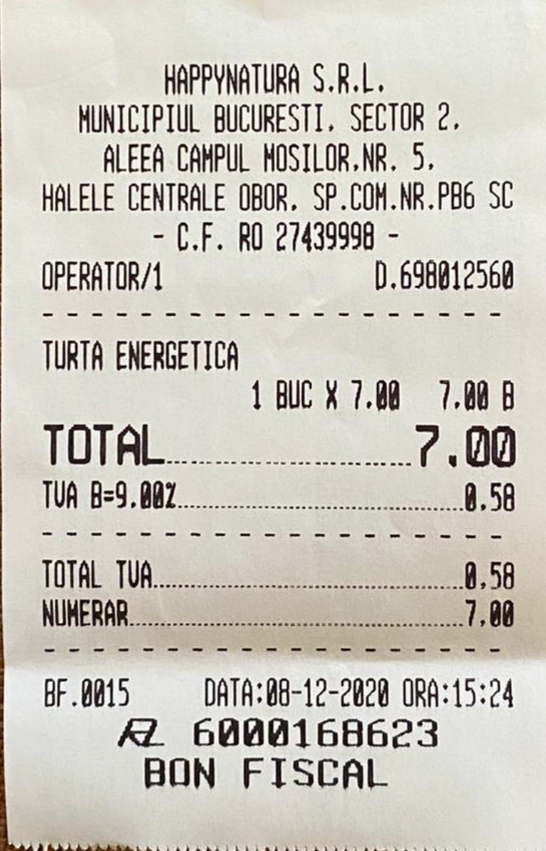 HAPPYNATURA S.R.L.
MUNICIPIUL BUCURESTI. SECTOR 2.
ALEEA CAMPUL MOSILOR.NR. 5.
HALELE CENTRALE OBOR. SP.COM.NR.PB6 SC
- C.F. RO 27439998 -
OPERATOR/1 D.698012560
TURTA ENERGETICA
1 BUC X 7.00 7.00 B
TOTAL 7.00
TVA B=9.00% 0.58
TOTAL TVA 0.58
NUMERAR 7.00
BF.0015 DATA:08-12-2020 ORA:15:24
6000168623
BON FISCAL